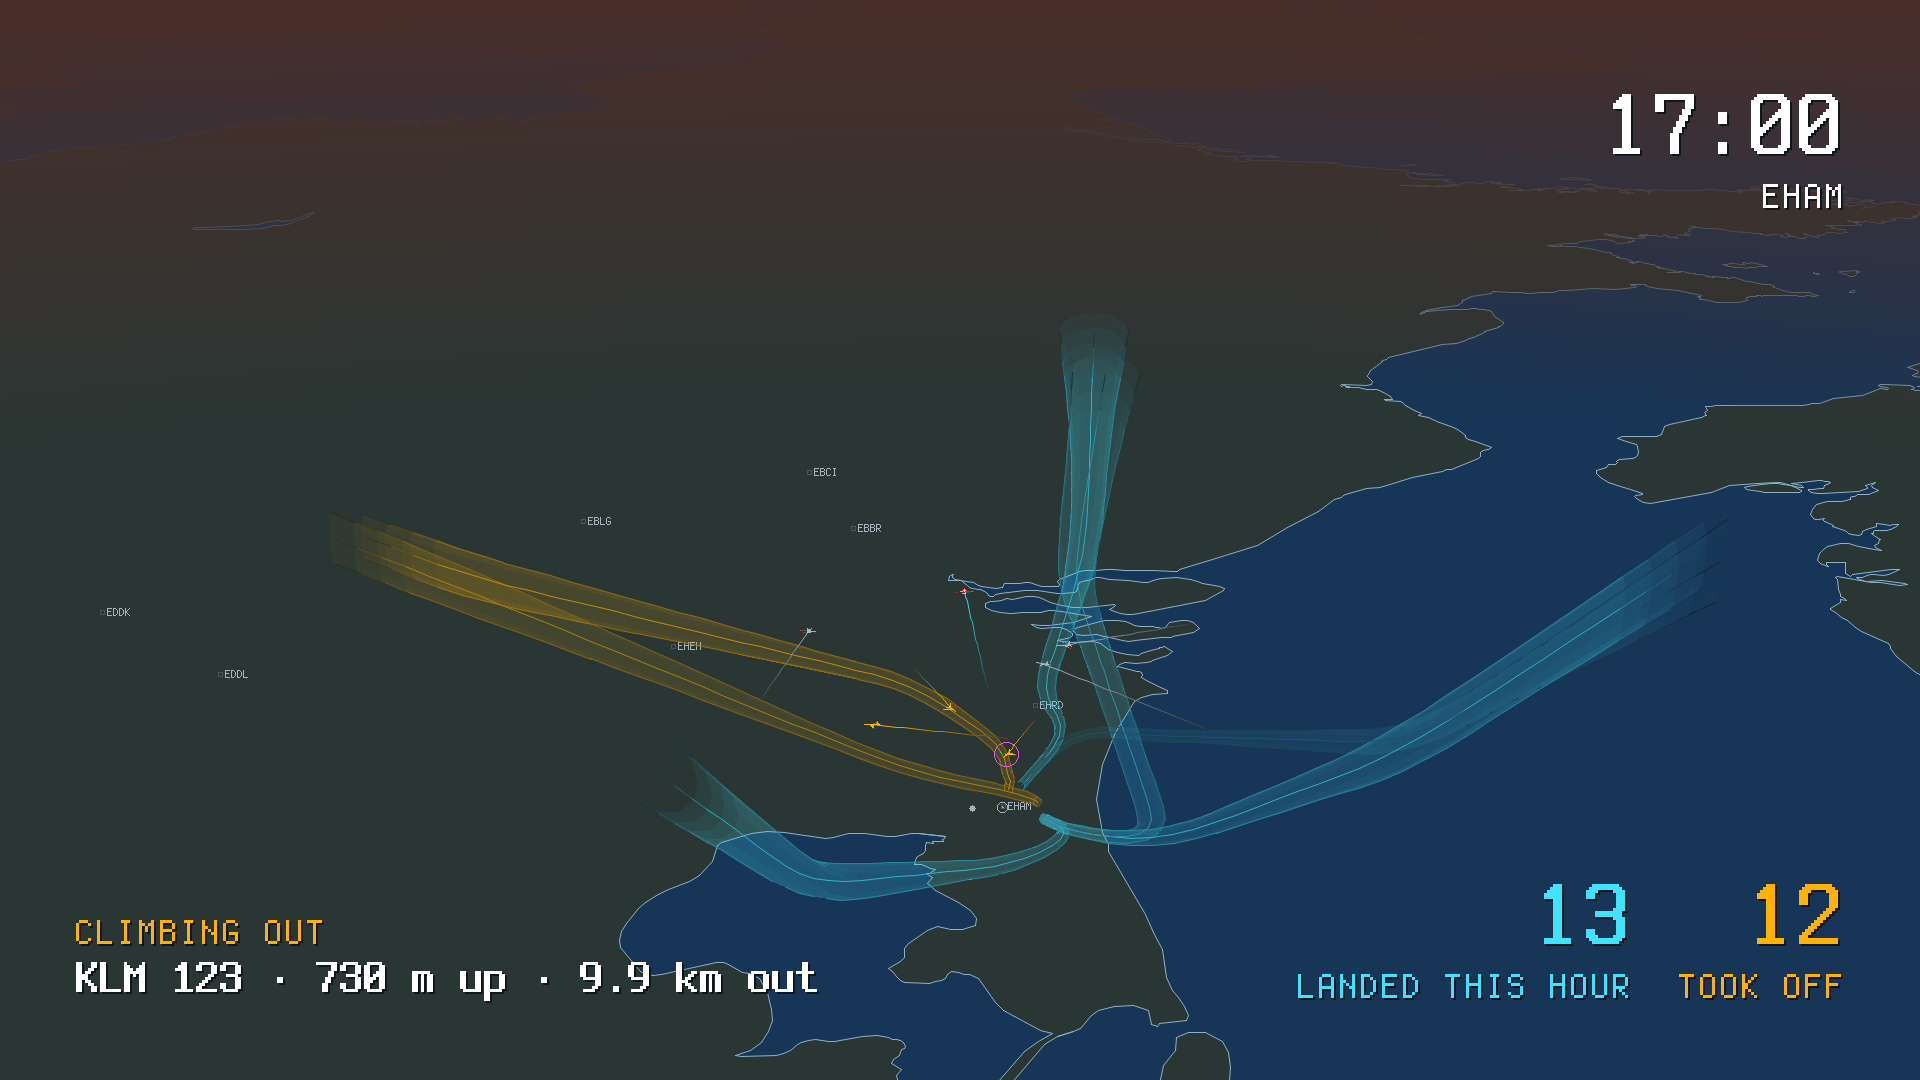 17:00
EHAM
EBCI
EBLG
EBBR
EDDK
EHEH
EDDL
EHRD
EHAM
CLIMBING OUT
KLM 123 · 730 m up · 9.9 km out
13 12
LANDED THIS HOUR TOOK OFF